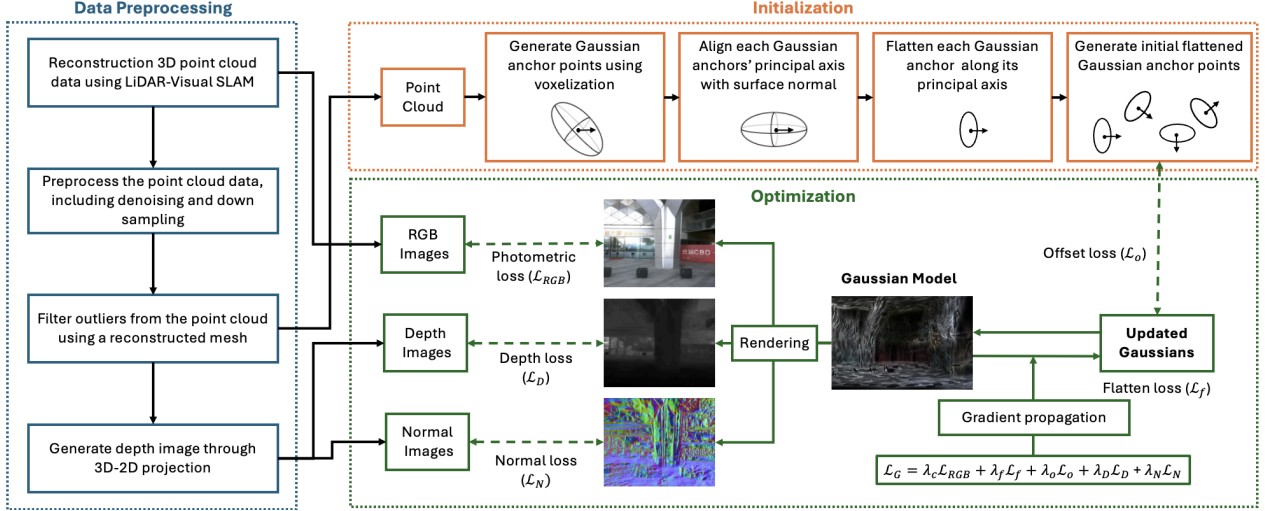 Data Preprocessing
Reconstruction 3D point cloud
data using LiDAR-Visual SLAM
Preprocess the point cloud data,
including denoising and down
sampling
Filter outliers from the point cloud
using a reconstructed mesh
Generate depth image through
3D-2D projection
Initialization
Point
Cloud
Generate Gaussian
anchor points using
voxelization
Align each Gaussian
anchors' principal axis
with surface normal
Flatten each Gaussian
anchor along its
principal axis
Generate initial flattened
Gaussian anchor points
Optimization
RGB
Images
Photometric
loss (ℒ_RGB)
Depth
Images
Depth loss
(ℒ_D)
Normal
Images
Normal loss
(ℒ_N)
Rendering
Gaussian Model
Offset loss (ℒ_o)
Updated
Gaussians
Flatten loss (ℒ_f)
Gradient propagation
ℒ_G = λ_cℒ_RGB + λ_fℒ_f + λ_oℒ_o + λ_Dℒ_D + λ_Nℒ_N